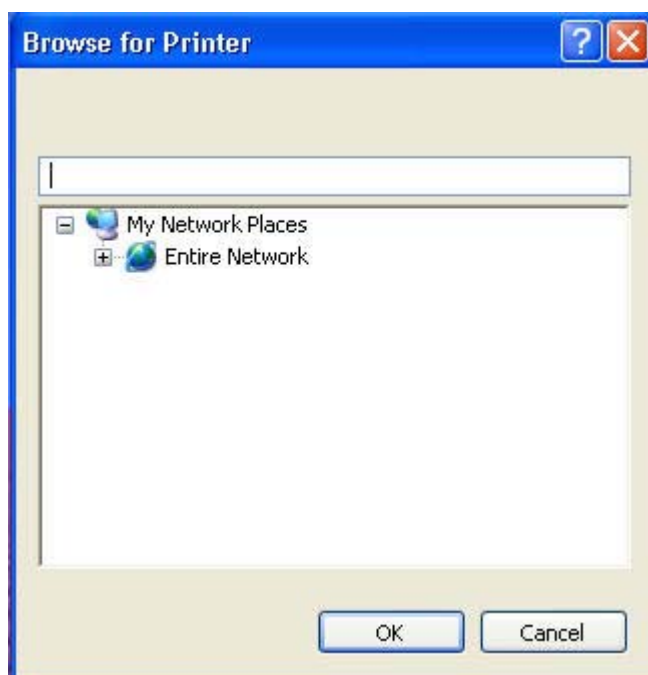 Browse for Printer
My Network Places
Entire Network
OK
Cancel